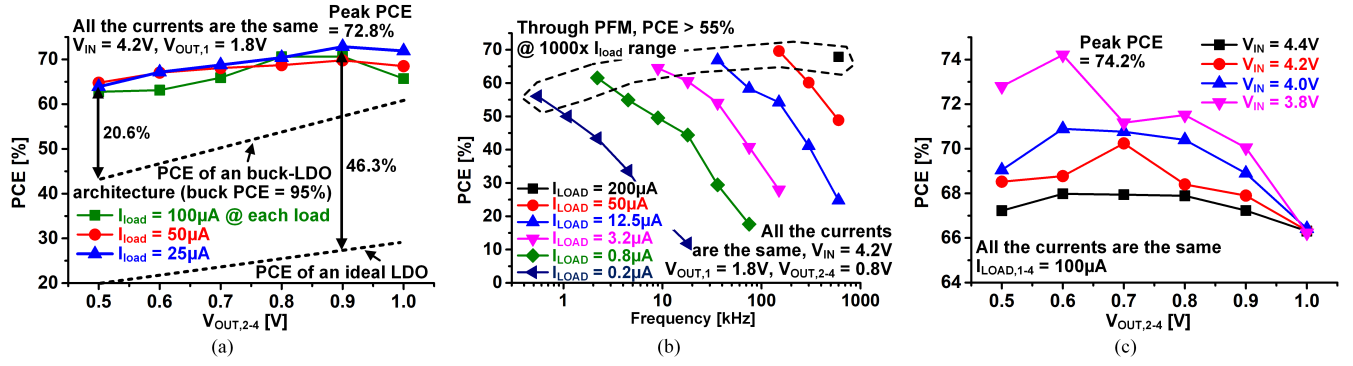 All the currents are the same
V_IN = 4.2V, V_OUT,1 = 1.8V
Peak PCE
= 72.8%
PCE [%]
70
60
50
40
30
20
20.6%
46.3%
PCE of an buck-LDO
architecture (buck PCE = 95%)
I_load = 100µA @ each load
I_load = 50µA
I_load = 25µA
PCE of an ideal LDO
0.5 0.6 0.7 0.8 0.9 1.0
V_OUT,2-4 [V]
(a)
Through PFM, PCE > 55%
@ 1000x I_load range
PCE [%]
70
60
50
40
30
20
10
0
I_LOAD = 200µA
I_LOAD = 50µA
I_LOAD = 12.5µA
I_LOAD = 3.2µA
I_LOAD = 0.8µA
I_LOAD = 0.2µA
All the currents
are the same, V_IN = 4.2V
V_OUT,1 = 1.8V, V_OUT,2-4 = 0.8V
1 10 100 1000
Frequency [kHz]
(b)
Peak PCE
= 74.2%
V_IN = 4.4V
V_IN = 4.2V
V_IN = 4.0V
V_IN = 3.8V
PCE [%]
74
72
70
68
66
64
All the currents are the same
I_LOAD,1-4 = 100µA
0.5 0.6 0.7 0.8 0.9 1.0
V_OUT,2-4 [V]
(c)